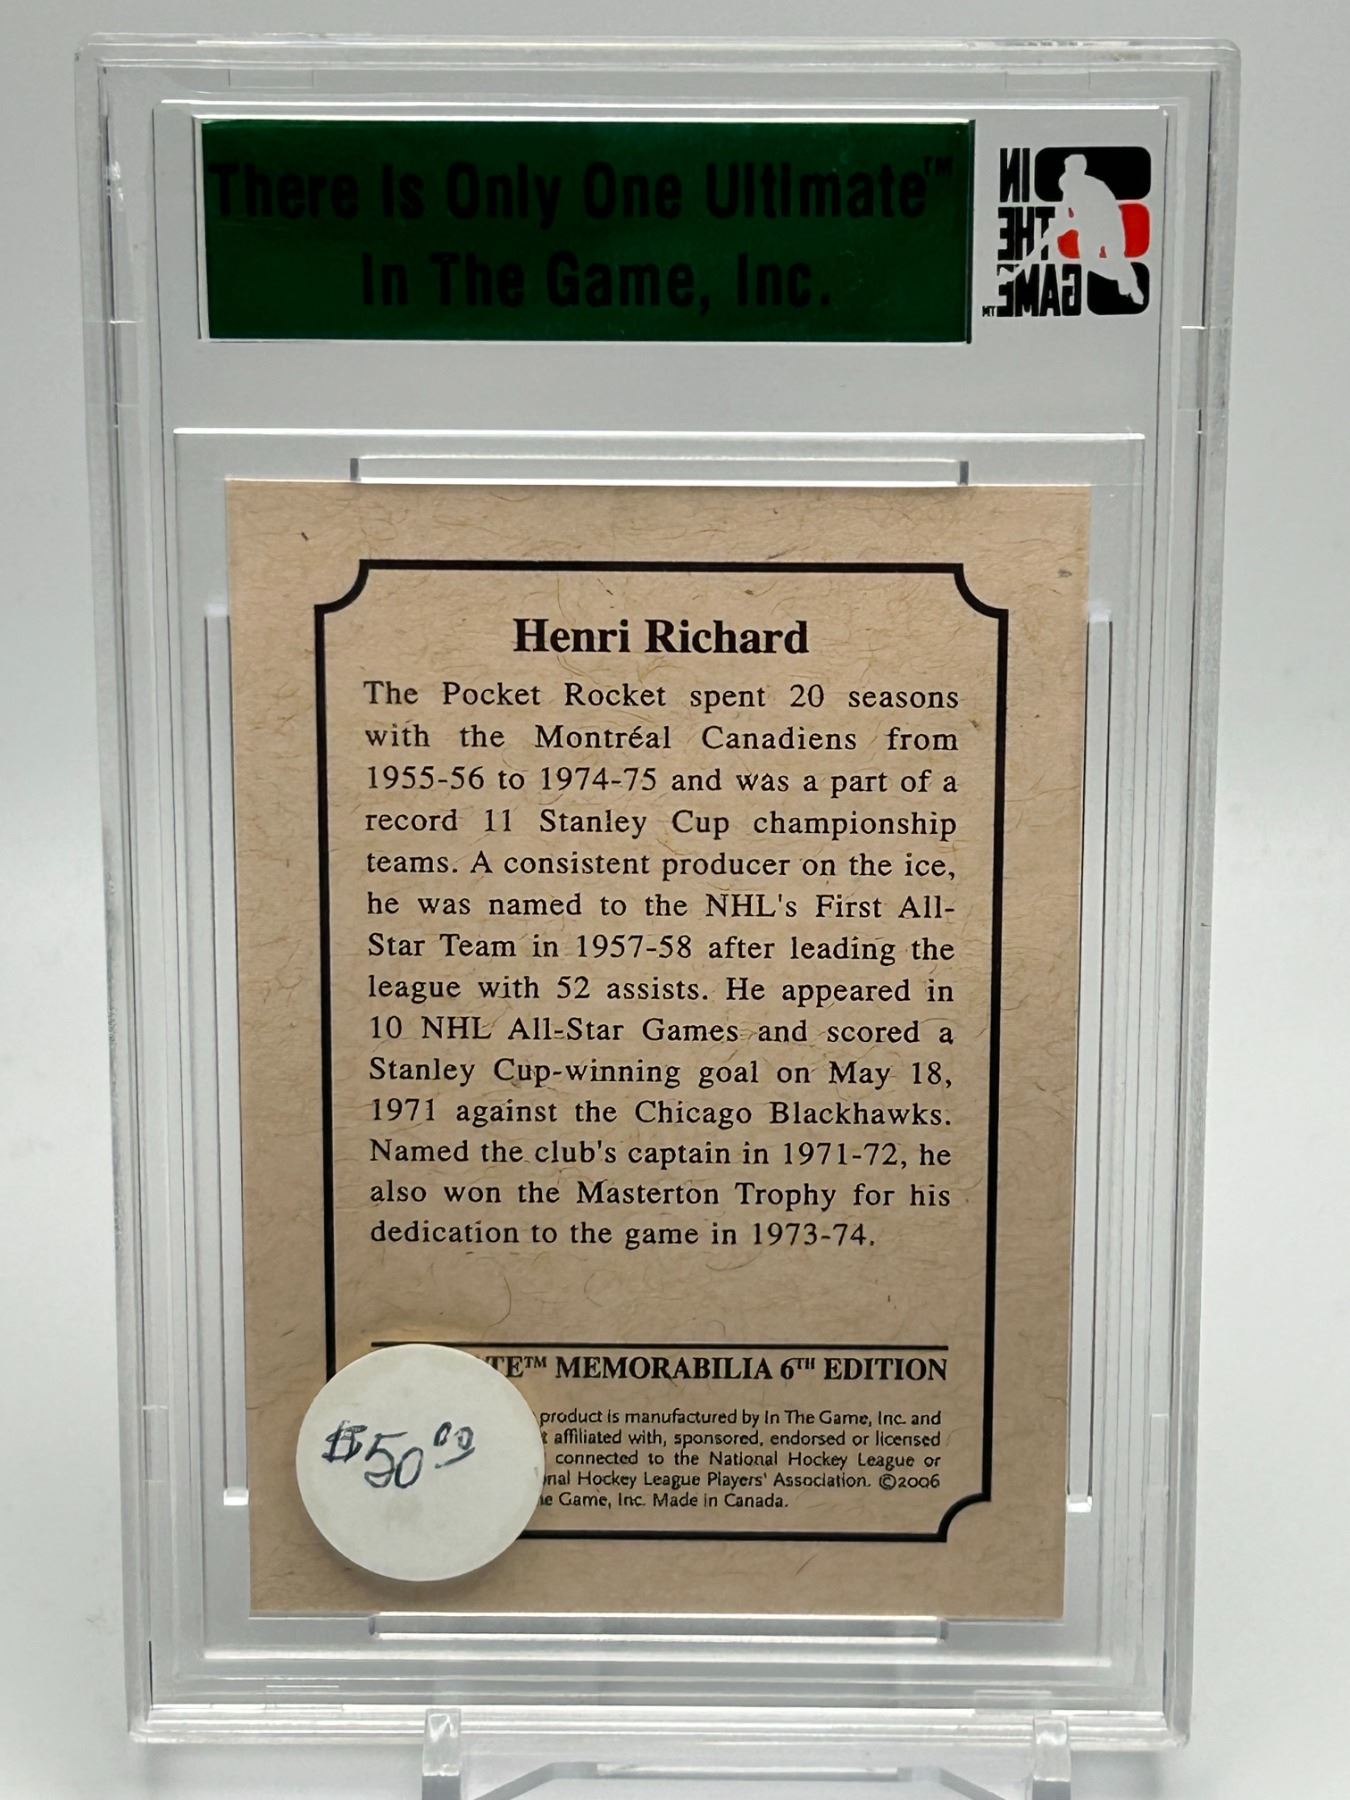 There Is Only One Ultimate™
In The Game, Inc.
IN
THE
GAME™
Henri Richard
The Pocket Rocket spent 20 seasons
with the Montréal Canadiens from
1955-56 to 1974-75 and was a part of a
record 11 Stanley Cup championship
teams. A consistent producer on the ice,
he was named to the NHL's First All-
Star Team in 1957-58 after leading the
league with 52 assists. He appeared in
10 NHL All-Star Games and scored a
Stanley Cup-winning goal on May 18,
1971 against the Chicago Blackhawks.
Named the club's captain in 1971-72, he
also won the Masterton Trophy for his
dedication to the game in 1973-74.
TE™ MEMORABILIA 6TH EDITION
product is manufactured by In The Game, Inc. and
affiliated with, sponsored, endorsed or licensed
connected to the National Hockey League or
nal Hockey League Players' Association. ©2006
e Game, Inc. Made in Canada.
$50.00